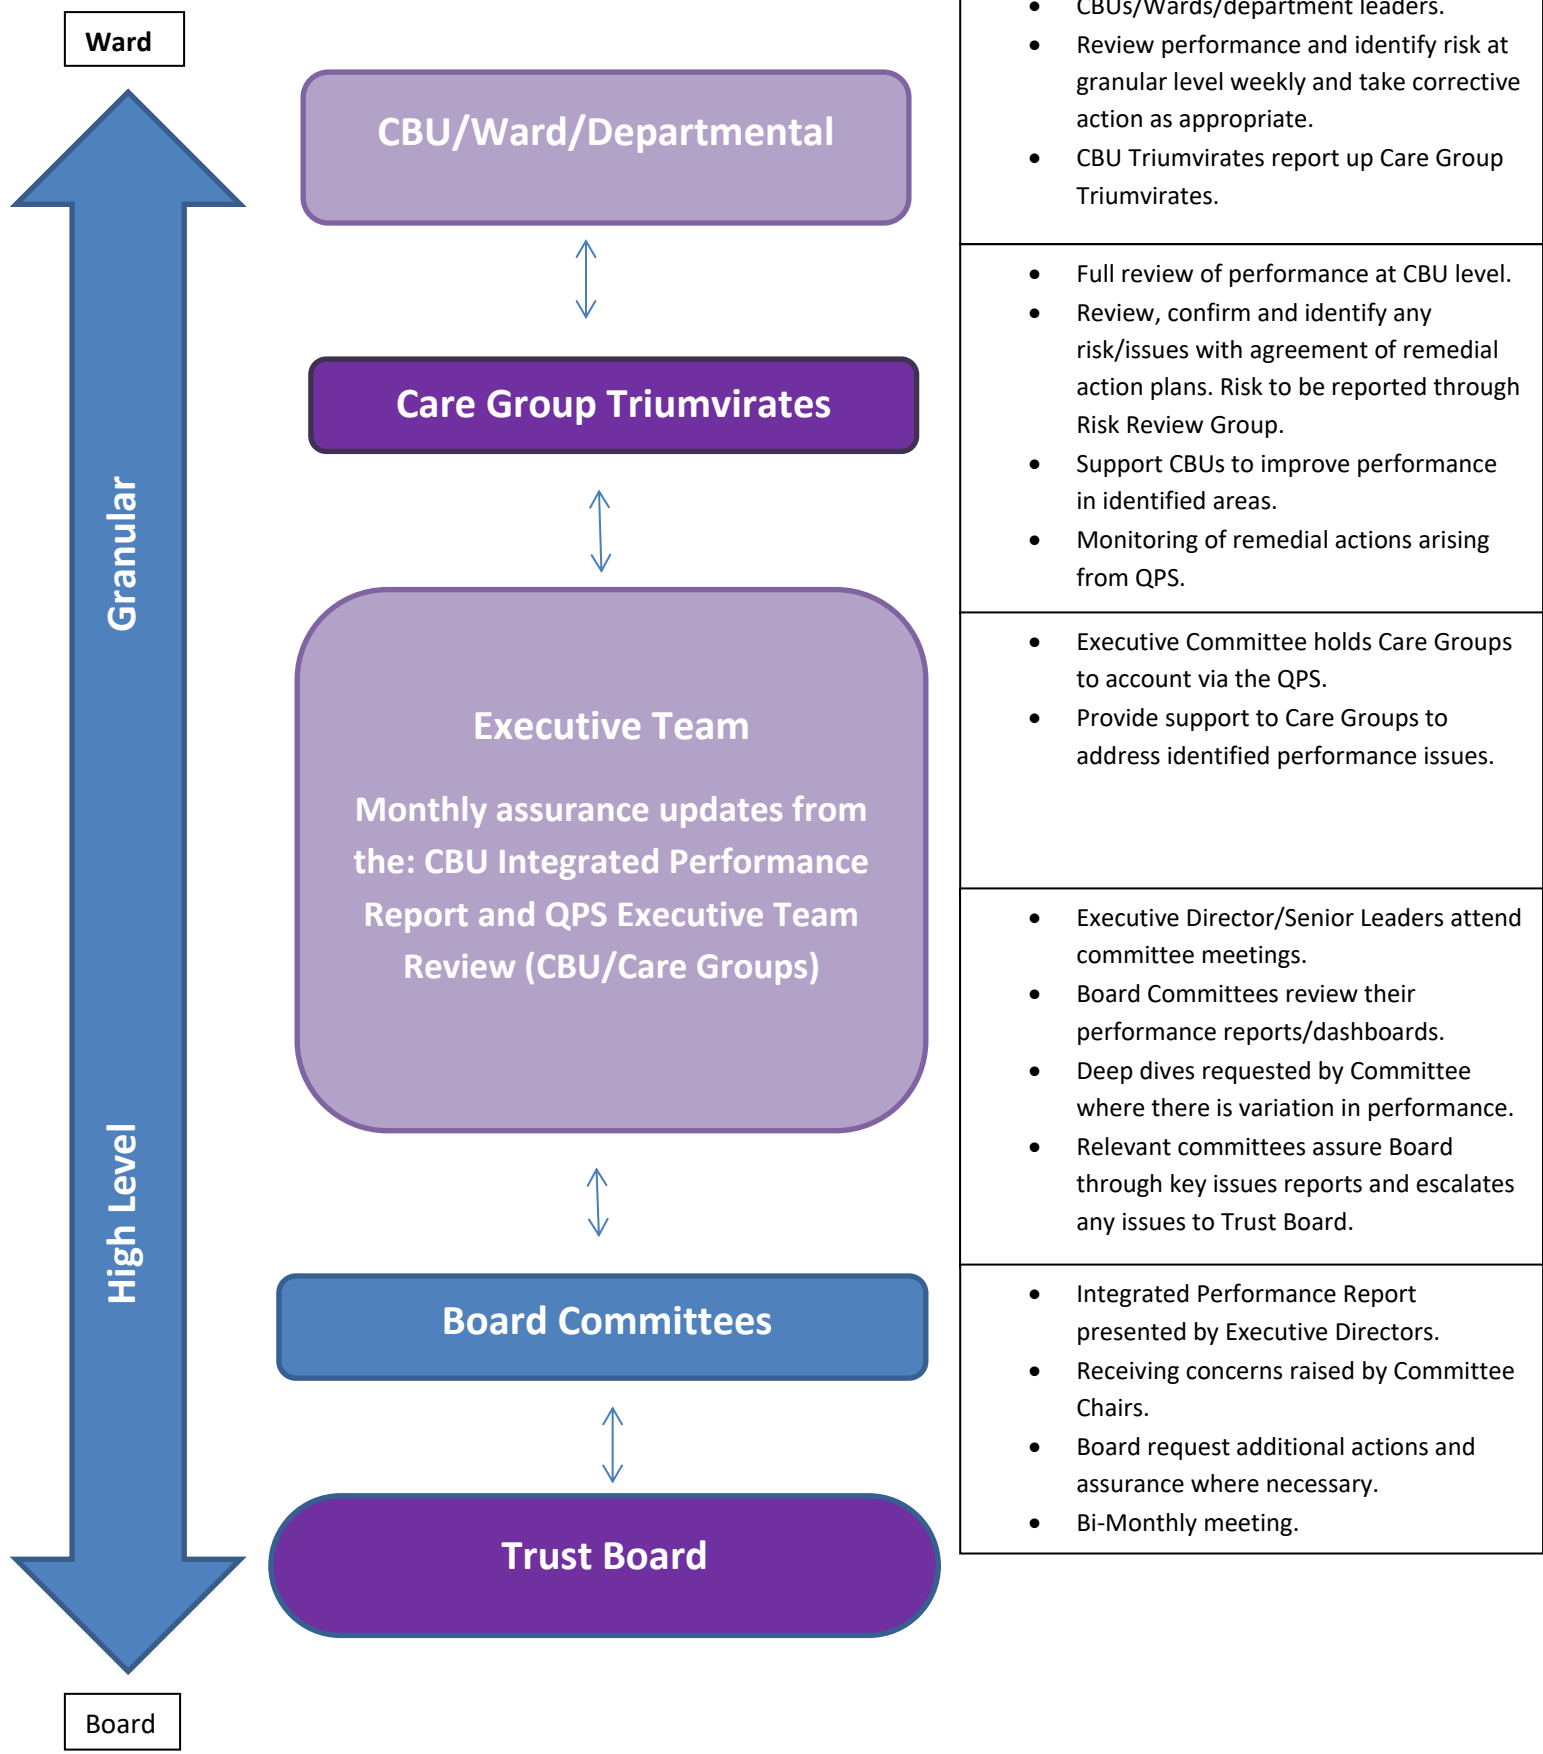 Ward
CBU/Ward/Departmental
Care Group Triumvirates
Executive Team
Monthly assurance updates from
the: CBU Integrated Performance
Report and QPS Executive Team
Review (CBU/Care Groups)
Board Committees
Trust Board
Granular
High Level
Board
• CBUs/Wards/department leaders.
• Review performance and identify risk at
granular level weekly and take corrective
action as appropriate.
• CBU Triumvirates report up Care Group
Triumvirates.
• Full review of performance at CBU level.
• Review, confirm and identify any
risk/issues with agreement of remedial
action plans. Risk to be reported through
Risk Review Group.
• Support CBUs to improve performance
in identified areas.
• Monitoring of remedial actions arising
from QPS.
• Executive Committee holds Care Groups
to account via the QPS.
• Provide support to Care Groups to
address identified performance issues.
• Executive Director/Senior Leaders attend
committee meetings.
• Board Committees review their
performance reports/dashboards.
• Deep dives requested by Committee
where there is variation in performance.
• Relevant committees assure Board
through key issues reports and escalates
any issues to Trust Board.
• Integrated Performance Report
presented by Executive Directors.
• Receiving concerns raised by Committee
Chairs.
• Board request additional actions and
assurance where necessary.
• Bi-Monthly meeting.